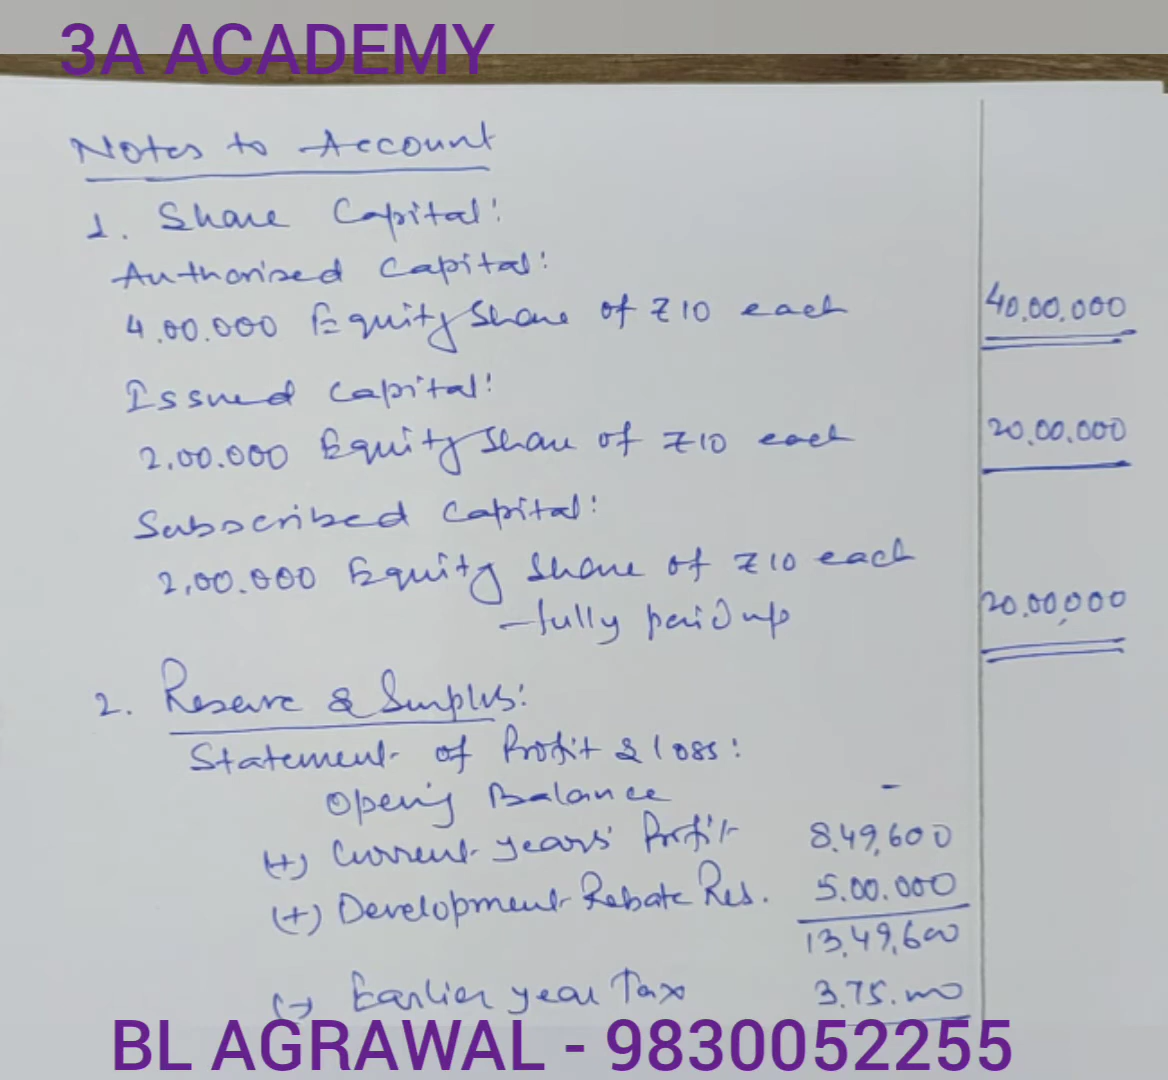 3A ACADEMY
Notes to Account
1. Share Capital:
Authorised Capital:
4,00,000 Equity Share of ₹10 each 40,00,000
Issued Capital:
2,00,000 Equity Share of ₹10 each 20,00,000
Subscribed Capital:
2,00,000 Equity Share of ₹10 each
- fully paid up 20,00,000
2. Reserve & Surplus:
Statement of Profit & loss:
Opening Balance -
(+) Current years' Profit 8,49,600
(+) Development Rebate Res. 5,00,000
13,49,600
(-) Earlier year Tax 3,75,000
BL AGRAWAL - 9830052255